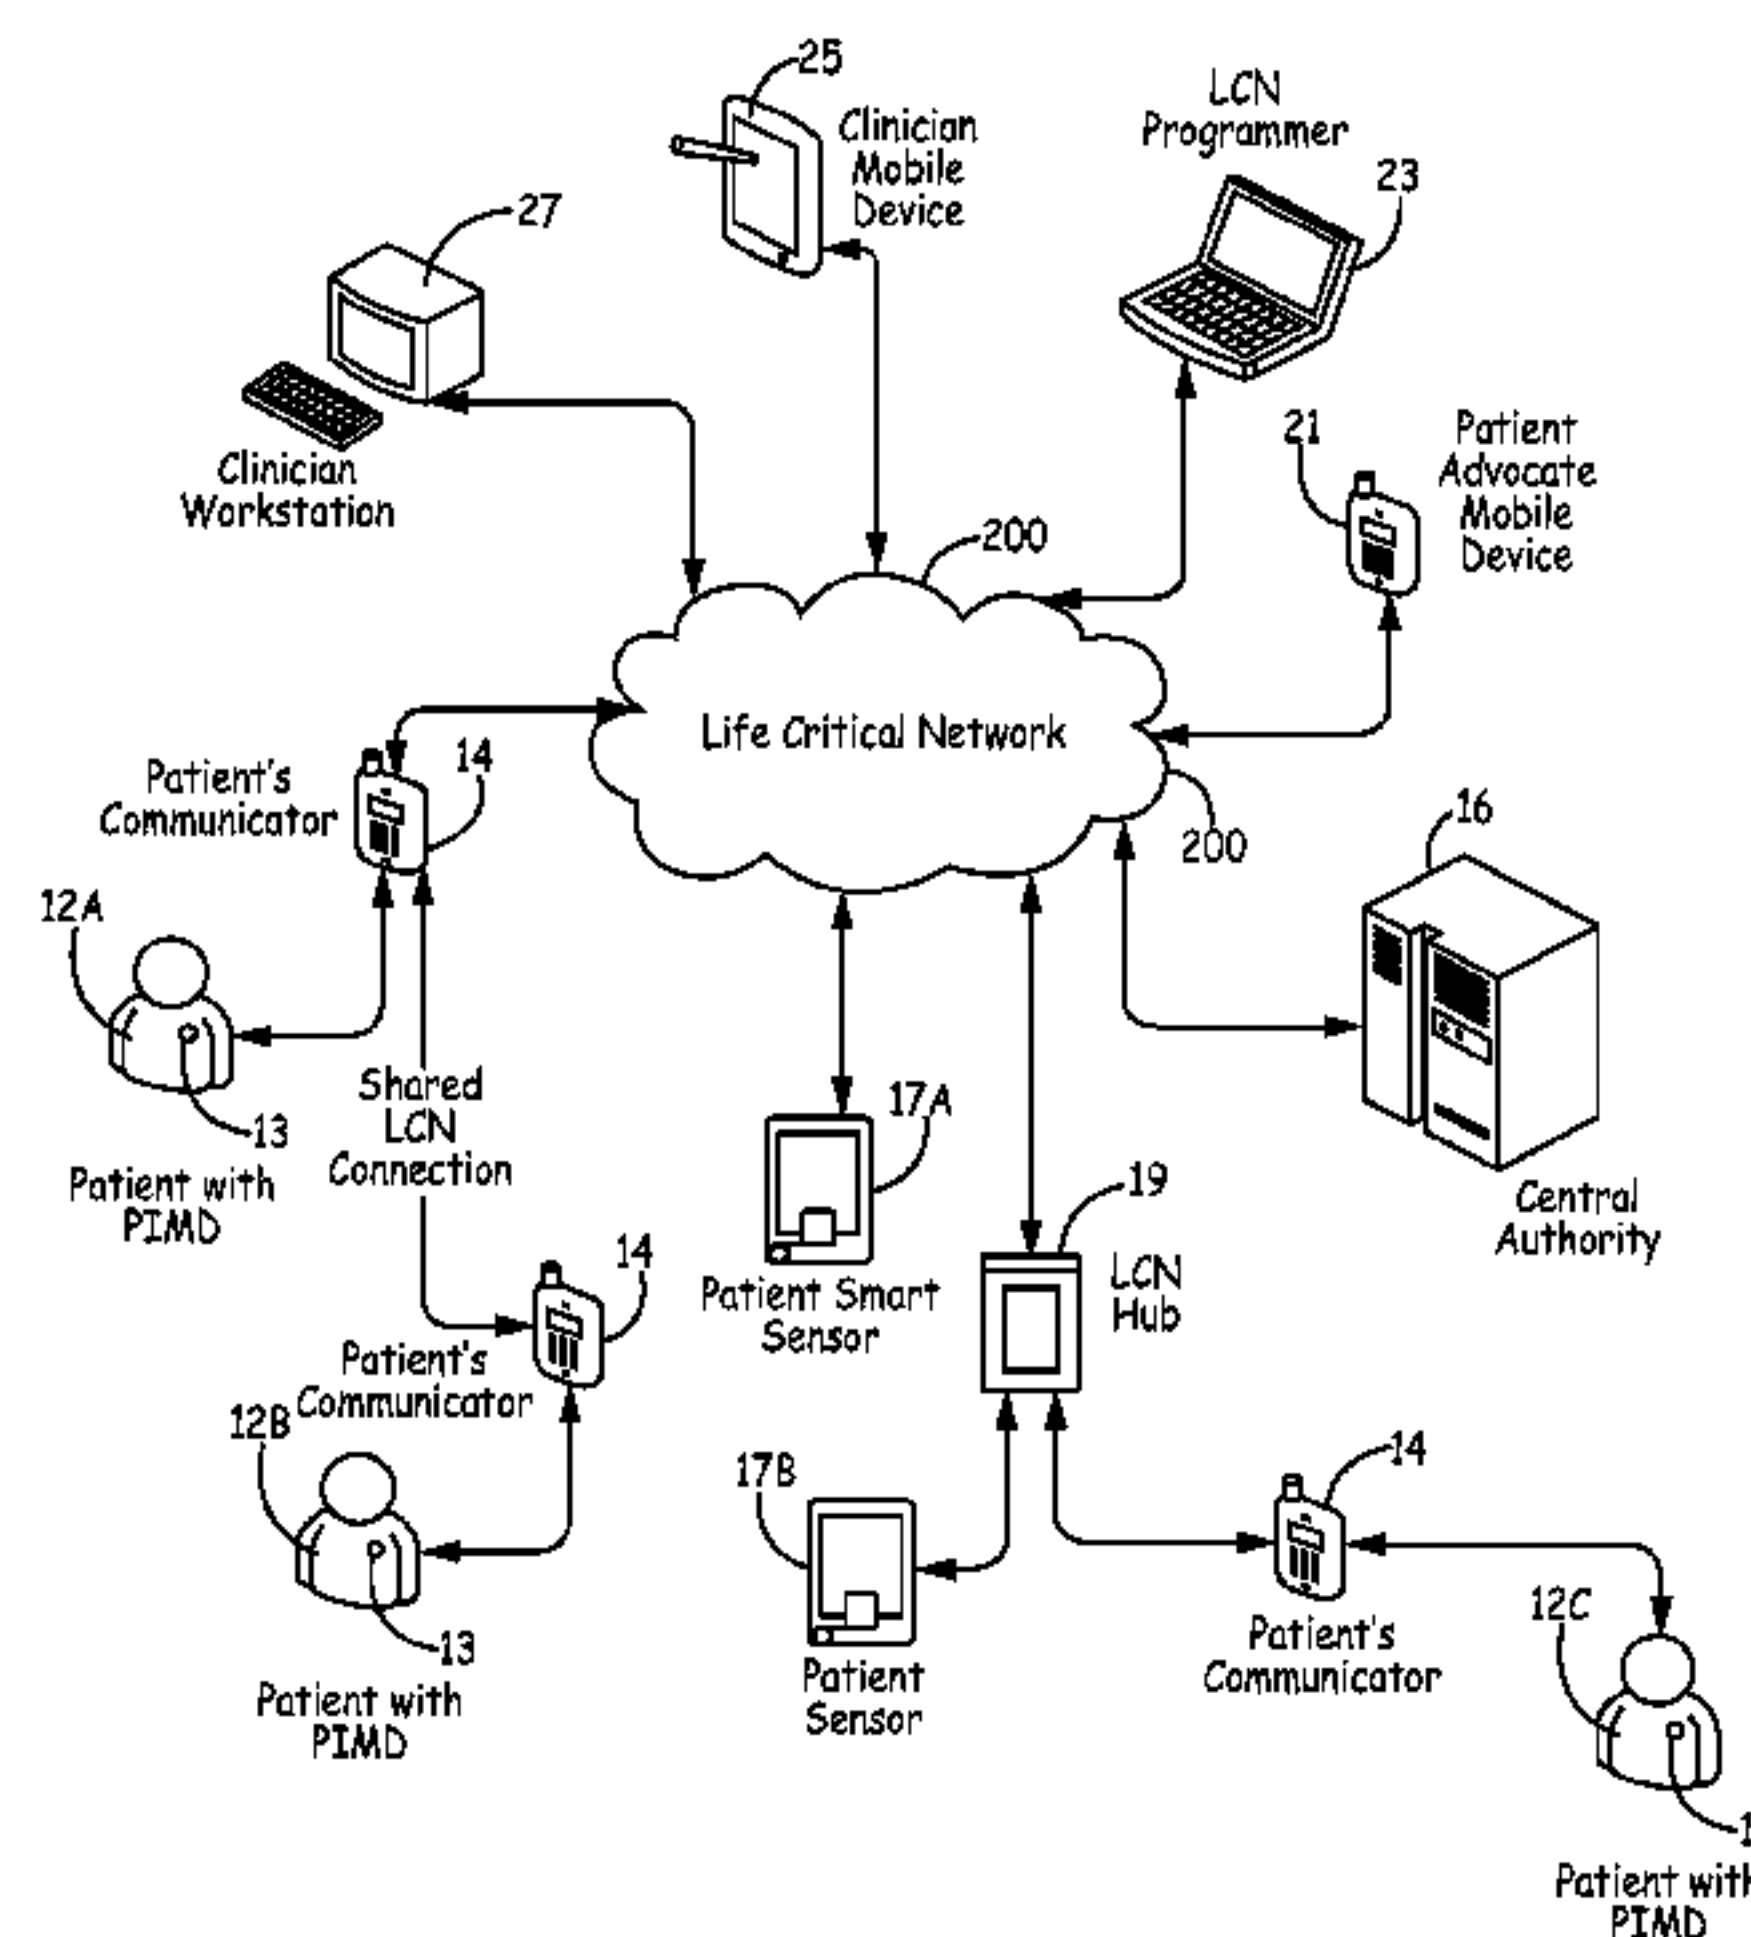 25
Clinician
Mobile
Device
LCN
Programmer
23
27
Clinician
Workstation
21
Patient
Advocate
Mobile
Device
200
Life Critical Network
200
Patient's
Communicator
14
16
Central
Authority
12A
13
Patient with
PIMD
Shared
LCN
Connection
17A
Patient Smart
Sensor
19
LCN
Hub
14
Patient's
Communicator
12B
13
Patient with
PIMD
17B
Patient
Sensor
14
Patient's
Communicator
12C
Patient with
PIMD